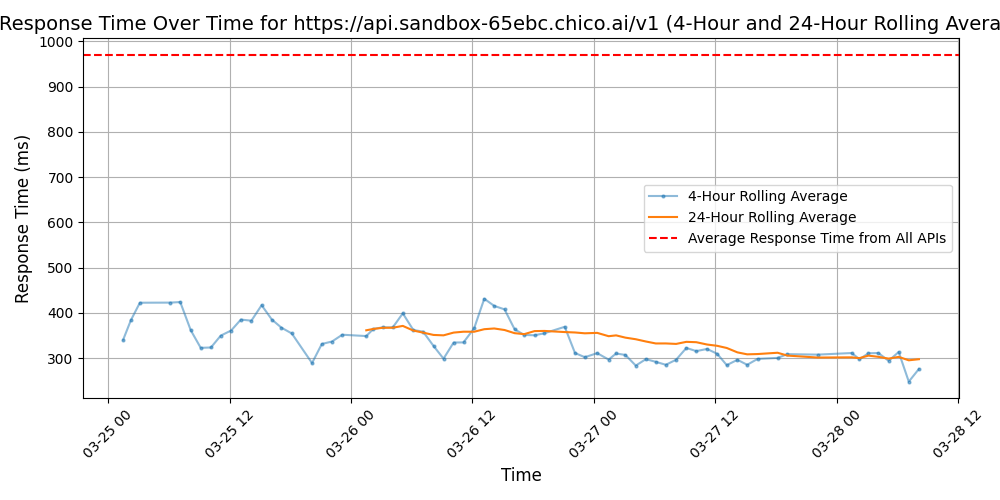 Response Time Over Time for https://api.sandbox-65ebc.chico.ai/v1 (4-Hour and 24-Hour Rolling Avera
1000
900
800
700
600
500
400
300
Response Time (ms)
4-Hour Rolling Average
24-Hour Rolling Average
Average Response Time from All APIs
03-25 00
03-25 12
03-26 00
03-26 12
03-27 00
03-27 12
03-28 00
03-28 12
Time